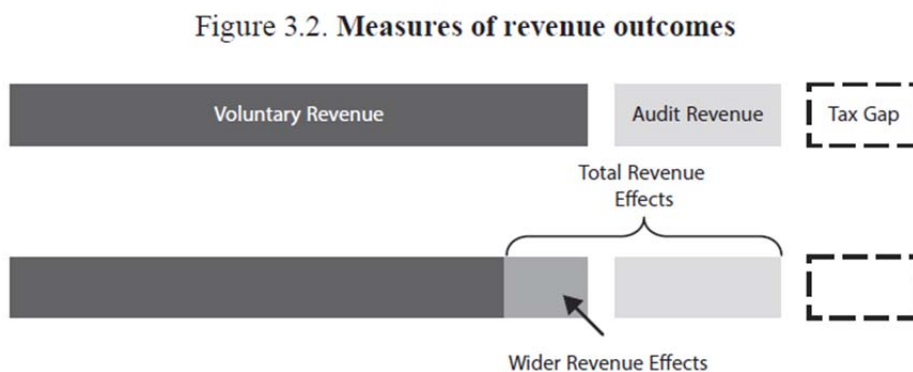 Figure 3.2. Measures of revenue outcomes
Voluntary Revenue
Audit Revenue
Tax Gap
Total Revenue
Effects
Wider Revenue Effects